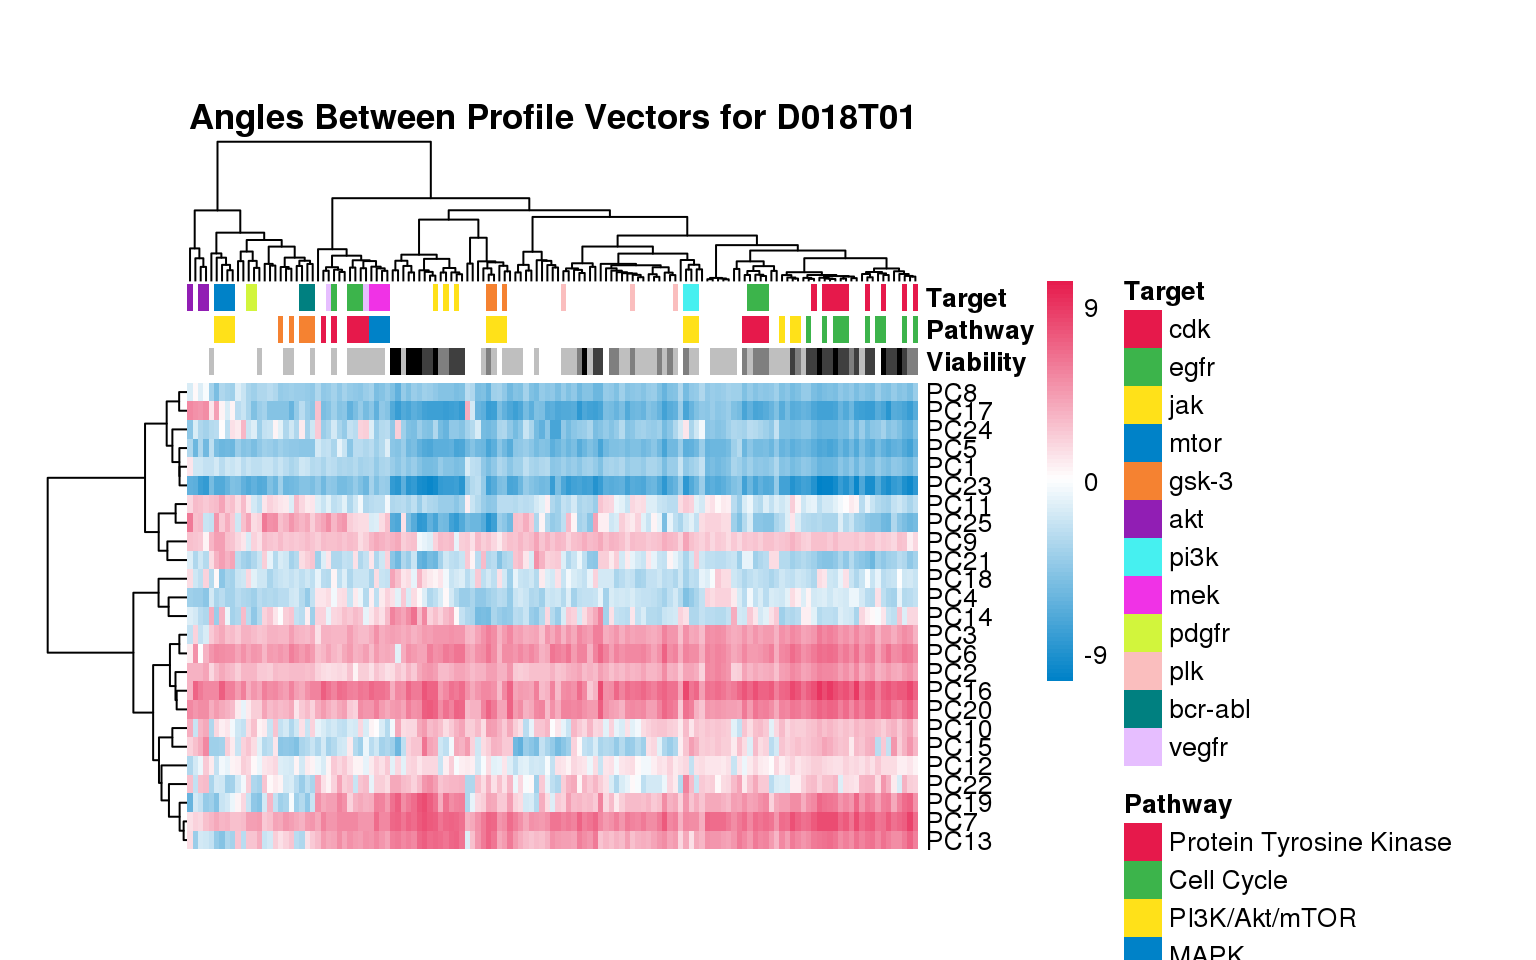 Angles Between Profile Vectors for D018T01
Target
Pathway
Viability
PC8
PC17
PC24
PC5
PC1
PC23
PC11
PC25
PC9
PC21
PC18
PC4
PC14
PC3
PC6
PC2
PC16
PC20
PC10
PC15
PC12
PC22
PC19
PC7
PC13
9
0
-9
Target
cdk
egfr
jak
mtor
gsk-3
akt
pi3k
mek
pdgfr
plk
bcr-abl
vegfr
Pathway
Protein Tyrosine Kinase
Cell Cycle
PI3K/Akt/mTOR
MAPK